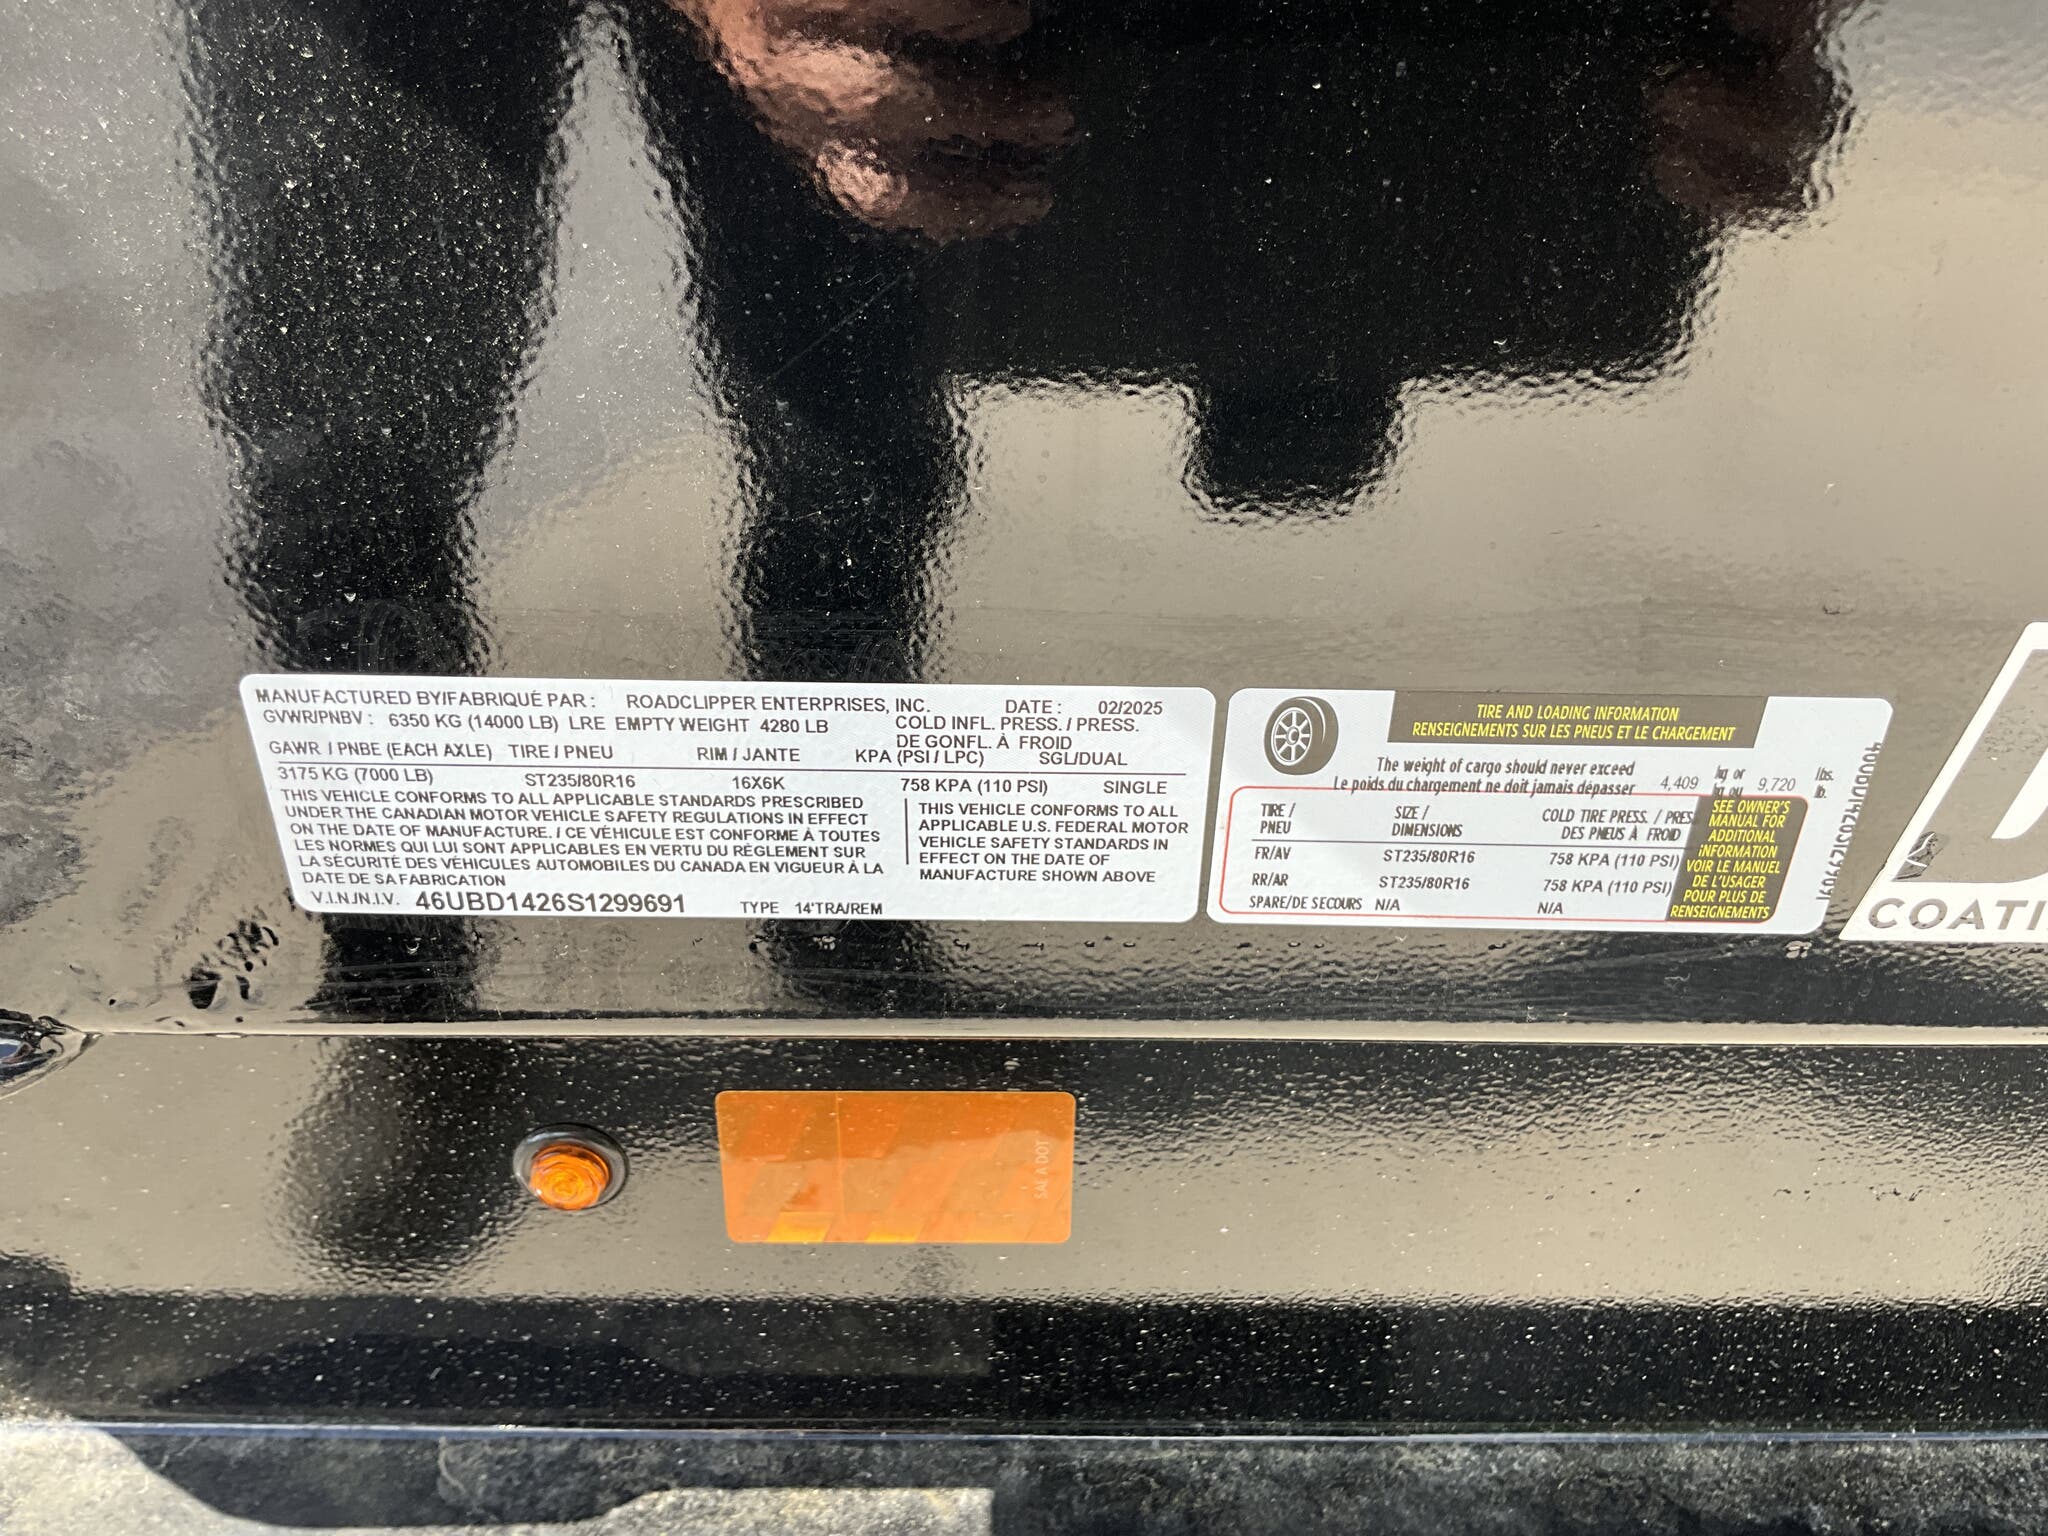 MANUFACTURED BY/FABRIQUÉ PAR : ROADCLIPPER ENTERPRISES, INC. DATE : 02/2025
GVWR/PNBV : 6350 KG (14000 LB) LRE EMPTY WEIGHT 4280 LB COLD INFL. PRESS. / PRESS.
DE GONFL. À FROID
GAWR / PNBE (EACH AXLE) TIRE / PNEU RIM / JANTE KPA (PSI / LPC) SGL/DUAL
3175 KG (7000 LB) ST235/80R16 16X6K 758 KPA (110 PSI) SINGLE
THIS VEHICLE CONFORMS TO ALL APPLICABLE STANDARDS PRESCRIBED
UNDER THE CANADIAN MOTOR VEHICLE SAFETY REGULATIONS IN EFFECT
ON THE DATE OF MANUFACTURE. / CE VÉHICULE EST CONFORME À TOUTES
LES NORMES QUI LUI SONT APPLICABLES EN VERTU DU RÈGLEMENT SUR
LA SÉCURITÉ DES VÉHICULES AUTOMOBILES DU CANADA EN VIGUEUR À LA
DATE DE SA FABRICATION
THIS VEHICLE CONFORMS TO ALL
APPLICABLE U.S. FEDERAL MOTOR
VEHICLE SAFETY STANDARDS IN
EFFECT ON THE DATE OF
MANUFACTURE SHOWN ABOVE
V.I.N./N.I.V. 46UBD1426S1299691 TYPE 14'TRA/REM
TIRE AND LOADING INFORMATION
RENSEIGNEMENTS SUR LES PNEUS ET LE CHARGEMENT
The weight of cargo should never exceed
Le poids du chargement ne doit jamais dépasser
4,409 kg or 9,720 lbs.
kg ou lb.
TIRE / SIZE / COLD TIRE PRESS. / PRES
PNEU DIMENSIONS DES PNEUS À FROID
FR/AV ST235/80R16 758 KPA (110 PSI)
RR/AR ST235/80R16 758 KPA (110 PSI)
SPARE/DE SECOURS N/A N/A
SEE OWNER'S
MANUAL FOR
ADDITIONAL
INFORMATION
VOIR LE MANUEL
DE L'USAGER
POUR PLUS DE
RENSEIGNEMENTS
46UBD1426S1299691
COATI
SAE A DOT